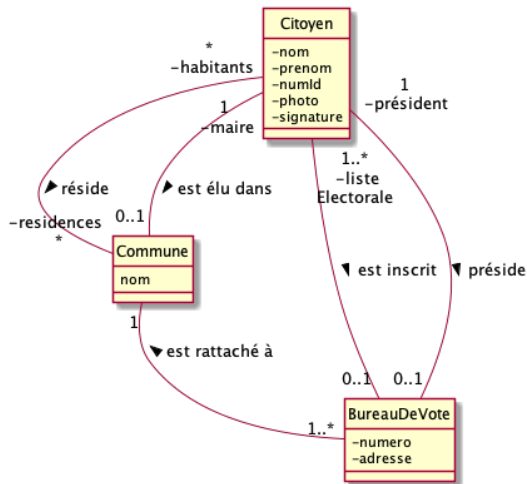 Citoyen
-nom
-prenom
-numId
-photo
-signature
*
-habitants
1
-maire
1
-président
1..*
-liste
Electorale
réside
est élu dans
-residences
*
0..1
Commune
nom
est inscrit
préside
1
est rattaché à
0..1
0..1
1..*
BureauDeVote
-numero
-adresse